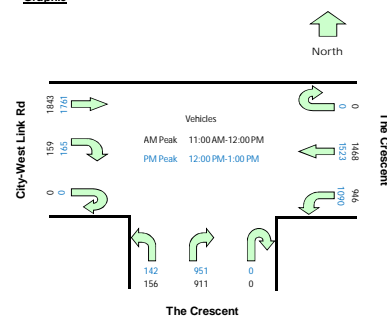 Graphic
North
City-West Link Rd
1843
1761
159
165
0
0
Vehicles
AM Peak 11:00 AM-12:00 PM
PM Peak 12:00 PM-1:00 PM
0
0
1523
1468
1090
946
The Crescent
142 951 0
156 911 0
The Crescent